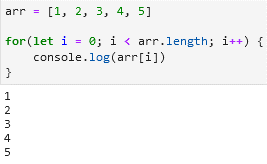 arr = [1, 2, 3, 4, 5]
for(let i = 0; i < arr.length; i++) {
    console.log(arr[i])
}
1
2
3
4
5